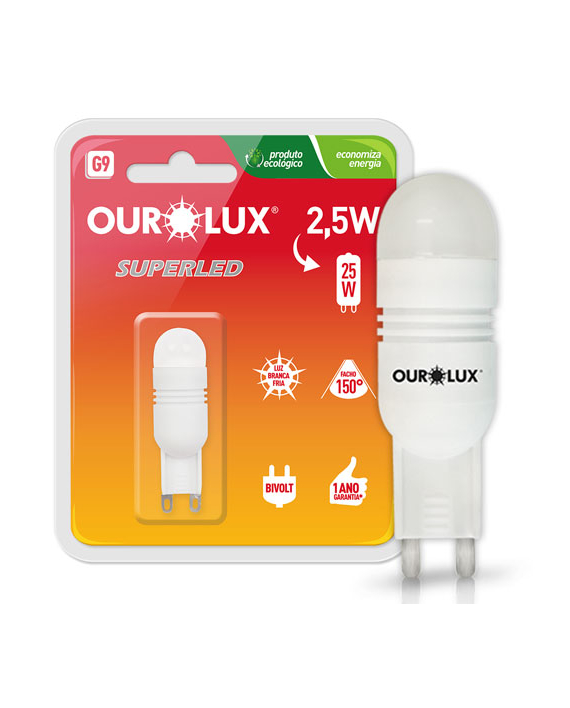 G9
produto
ecológico
economiza
energia
OUROLUX®
2,5W
SUPERLED
25
W
LUZ
BRANCA
FRIA
FACHO
150°
OUROLUX®
BIVOLT
1 ANO
GARANTIA*